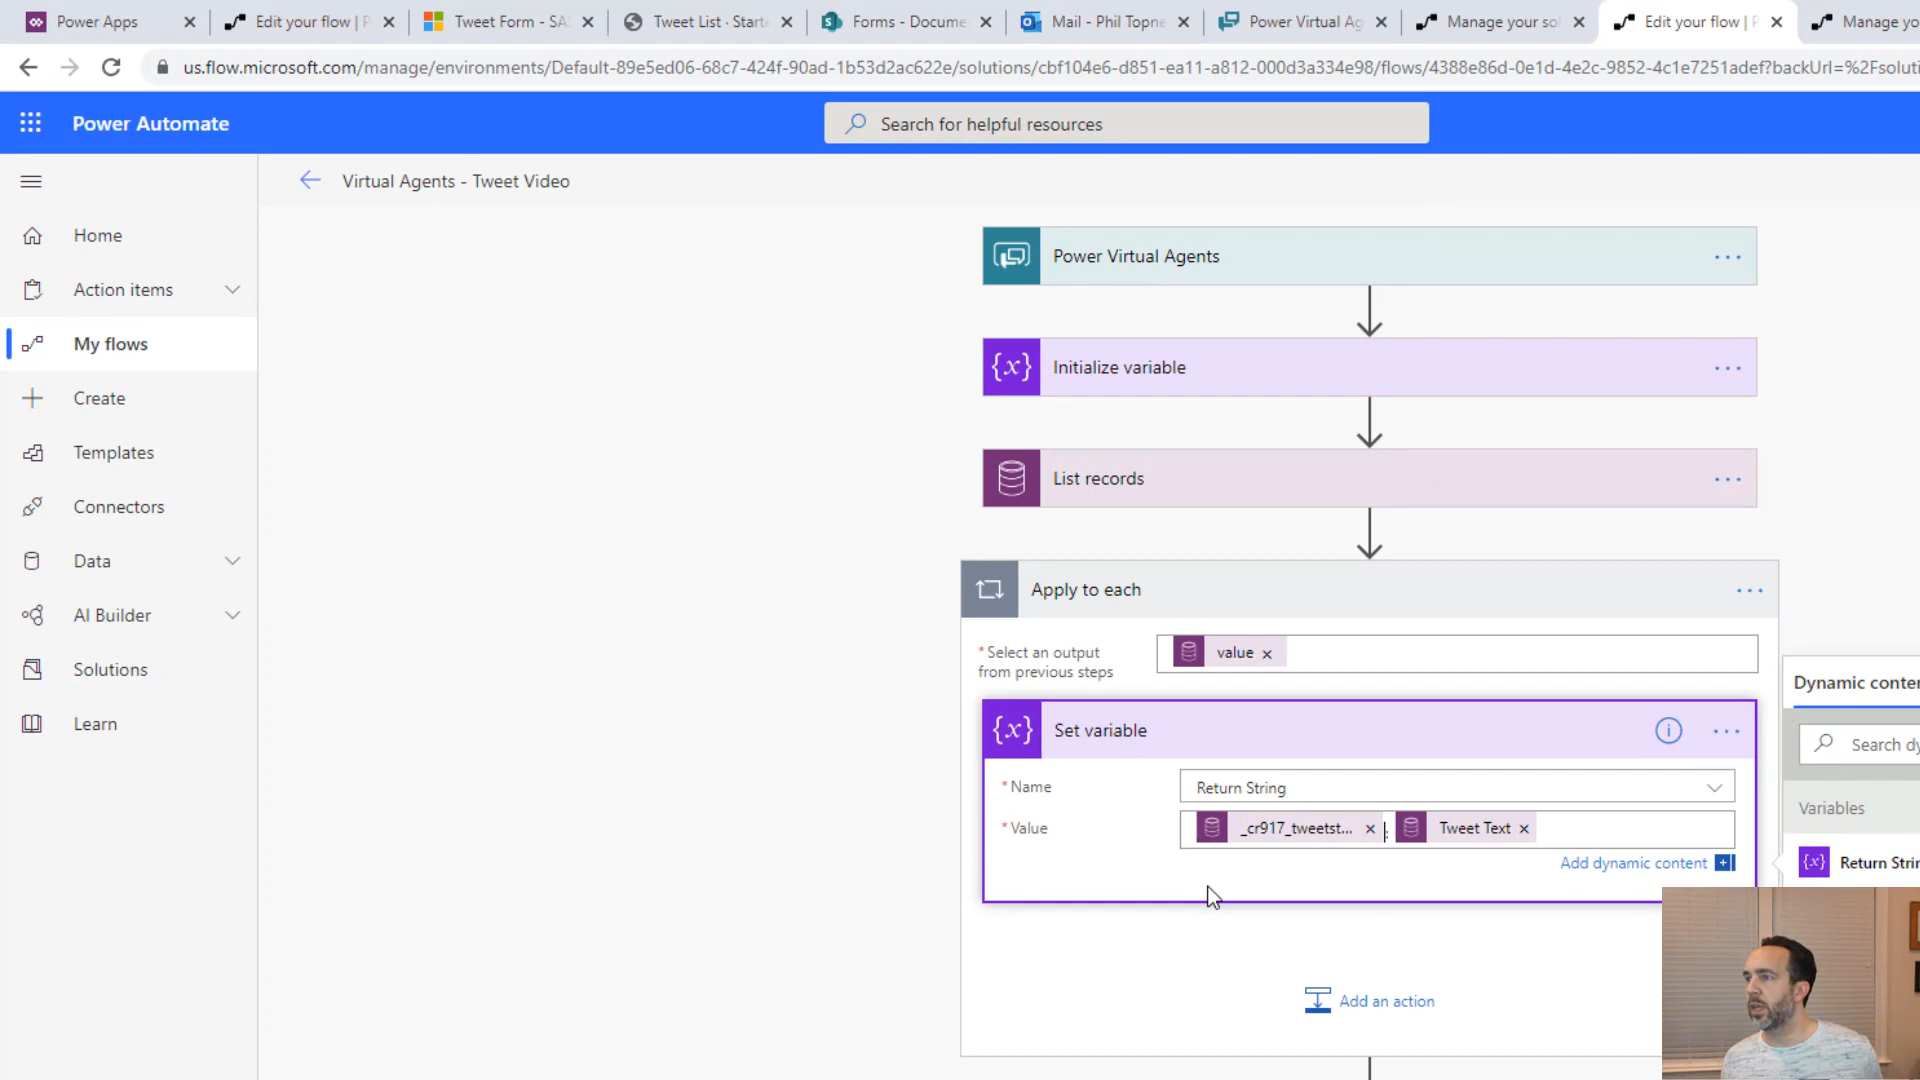 Power Apps
Edit your flow | P
Tweet Form - SA
Tweet List · Starte
Forms - Docume
Mail - Phil Topne
Power Virtual Ag
Manage your sol
Edit your flow | P
Manage yo
us.flow.microsoft.com/manage/environments/Default-89e5ed06-68c7-424f-90ad-1b53d2ac622e/solutions/cbf104e6-d851-ea11-a812-000d3a334e98/flows/4388e86d-0e1d-4e2c-9852-4c1e7251adef?backUrl=%2Fsoluti
Power Automate
Search for helpful resources
Virtual Agents - Tweet Video
Home
Action items
My flows
Create
Templates
Connectors
Data
AI Builder
Solutions
Learn
Power Virtual Agents
{x} Initialize variable
List records
Apply to each
* Select an output
from previous steps
value ×
{x} Set variable
* Name
Return String
* Value
_cr917_tweetst... × : Tweet Text ×
Add dynamic content
Add an action
Dynamic conten
Search dy
Variables
{x} Return Strin